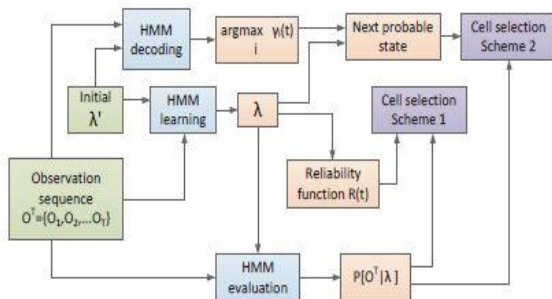 HMM
decoding
argmax γᵢ(t)
i
Next probable
state
Cell selection
Scheme 2
Initial
λ'
HMM
learning
λ
Cell selection
Scheme 1
Observation
sequence
Oᵀ={O₁,O₂,...Oᴛ}
Reliability
function R(t)
HMM
evaluation
P[Oᵀ|λ]